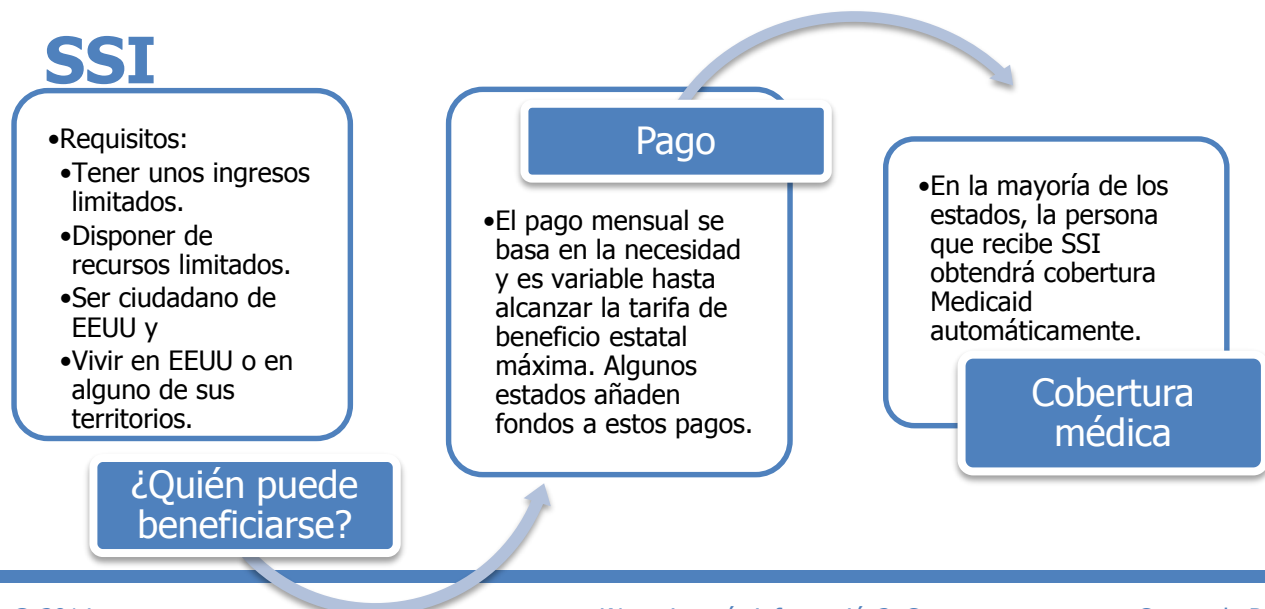 SSI
•Requisitos:
•Tener unos ingresos
limitados.
•Disponer de
recursos limitados.
•Ser ciudadano de
EEUU y
•Vivir en EEUU o en
alguno de sus
territorios.
¿Quién puede
beneficiarse?
Pago
•El pago mensual se
basa en la necesidad
y es variable hasta
alcanzar la tarifa de
beneficio estatal
máxima. Algunos
estados añaden
fondos a estos pagos.
•En la mayoría de los
estados, la persona
que recibe SSI
obtendrá cobertura
Medicaid
automáticamente.
Cobertura
médica